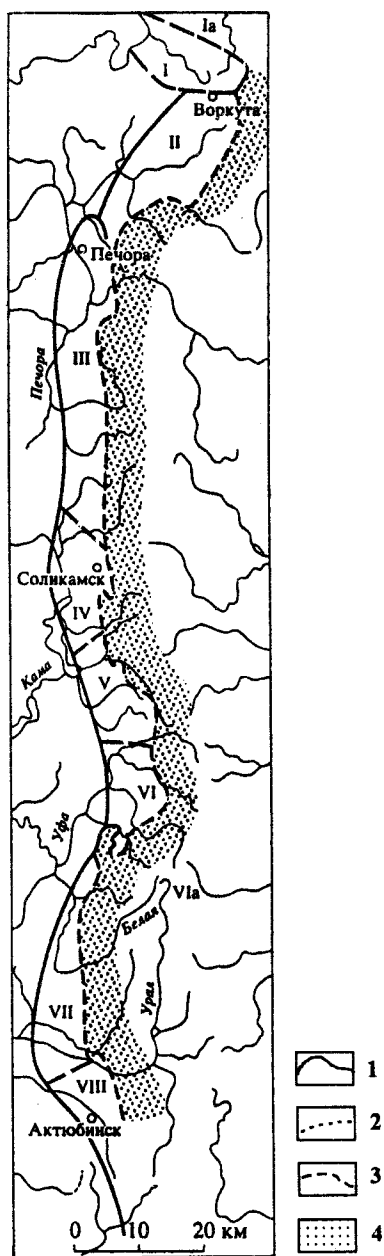 Ia
I
Воркута
II
Печора
III
Печора
Соликамск
IV
Кама
V
VI
Уфа
VIa
Белая
Урал
VII
VIII
Актюбинск
0 10 20 км
1
2
3
4